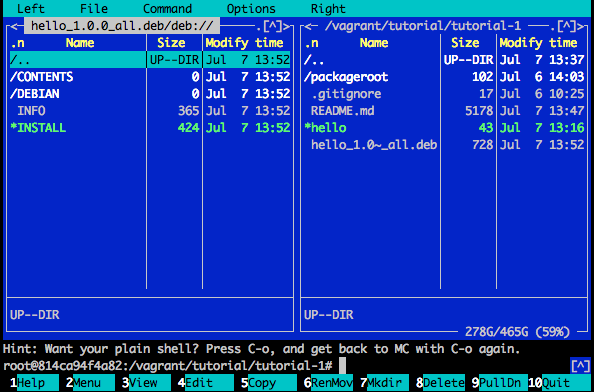 Left File Command Options Right
<- hello_1.0.0_all.deb/deb:// .[^]>
.n Name Size Modify time
/.. UP--DIR Jul 7 13:52
/CONTENTS 0 Jul 7 13:52
/DEBIAN 0 Jul 7 13:52
INFO 365 Jul 7 13:52
*INSTALL 424 Jul 7 13:52
UP--DIR
<- /vagrant/tutorial/tutorial-1 .[^]>
.n Name Size Modify time
/.. UP--DIR Jul 7 13:37
/packageroot 102 Jul 6 14:03
.gitignore 17 Jul 6 10:25
README.md 5178 Jul 7 13:47
*hello 43 Jul 7 13:16
hello_1.0~_all.deb 728 Jul 7 13:52
UP--DIR
278G/465G (59%)
Hint: Want your plain shell? Press C-o, and get back to MC with C-o again.
root@814ca94f4a82:/vagrant/tutorial/tutorial-1# [^]
1Help 2Menu 3View 4Edit 5Copy 6RenMov 7Mkdir 8Delete 9PullDn 10Quit